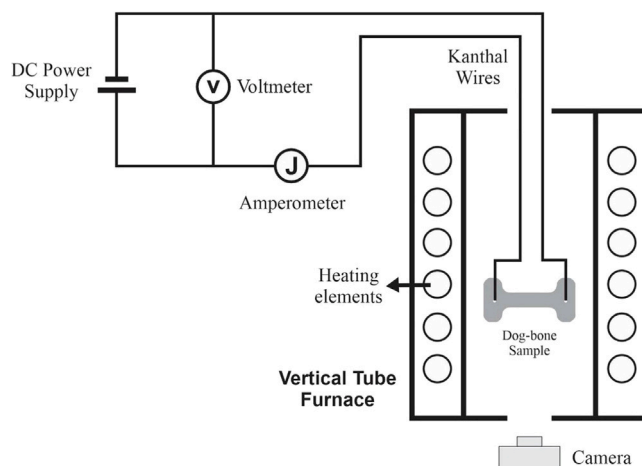 DC Power
Supply
V
Voltmeter
J
Amperometer
Kanthal
Wires
Heating
elements
Dog-bone
Sample
Vertical Tube
Furnace
Camera